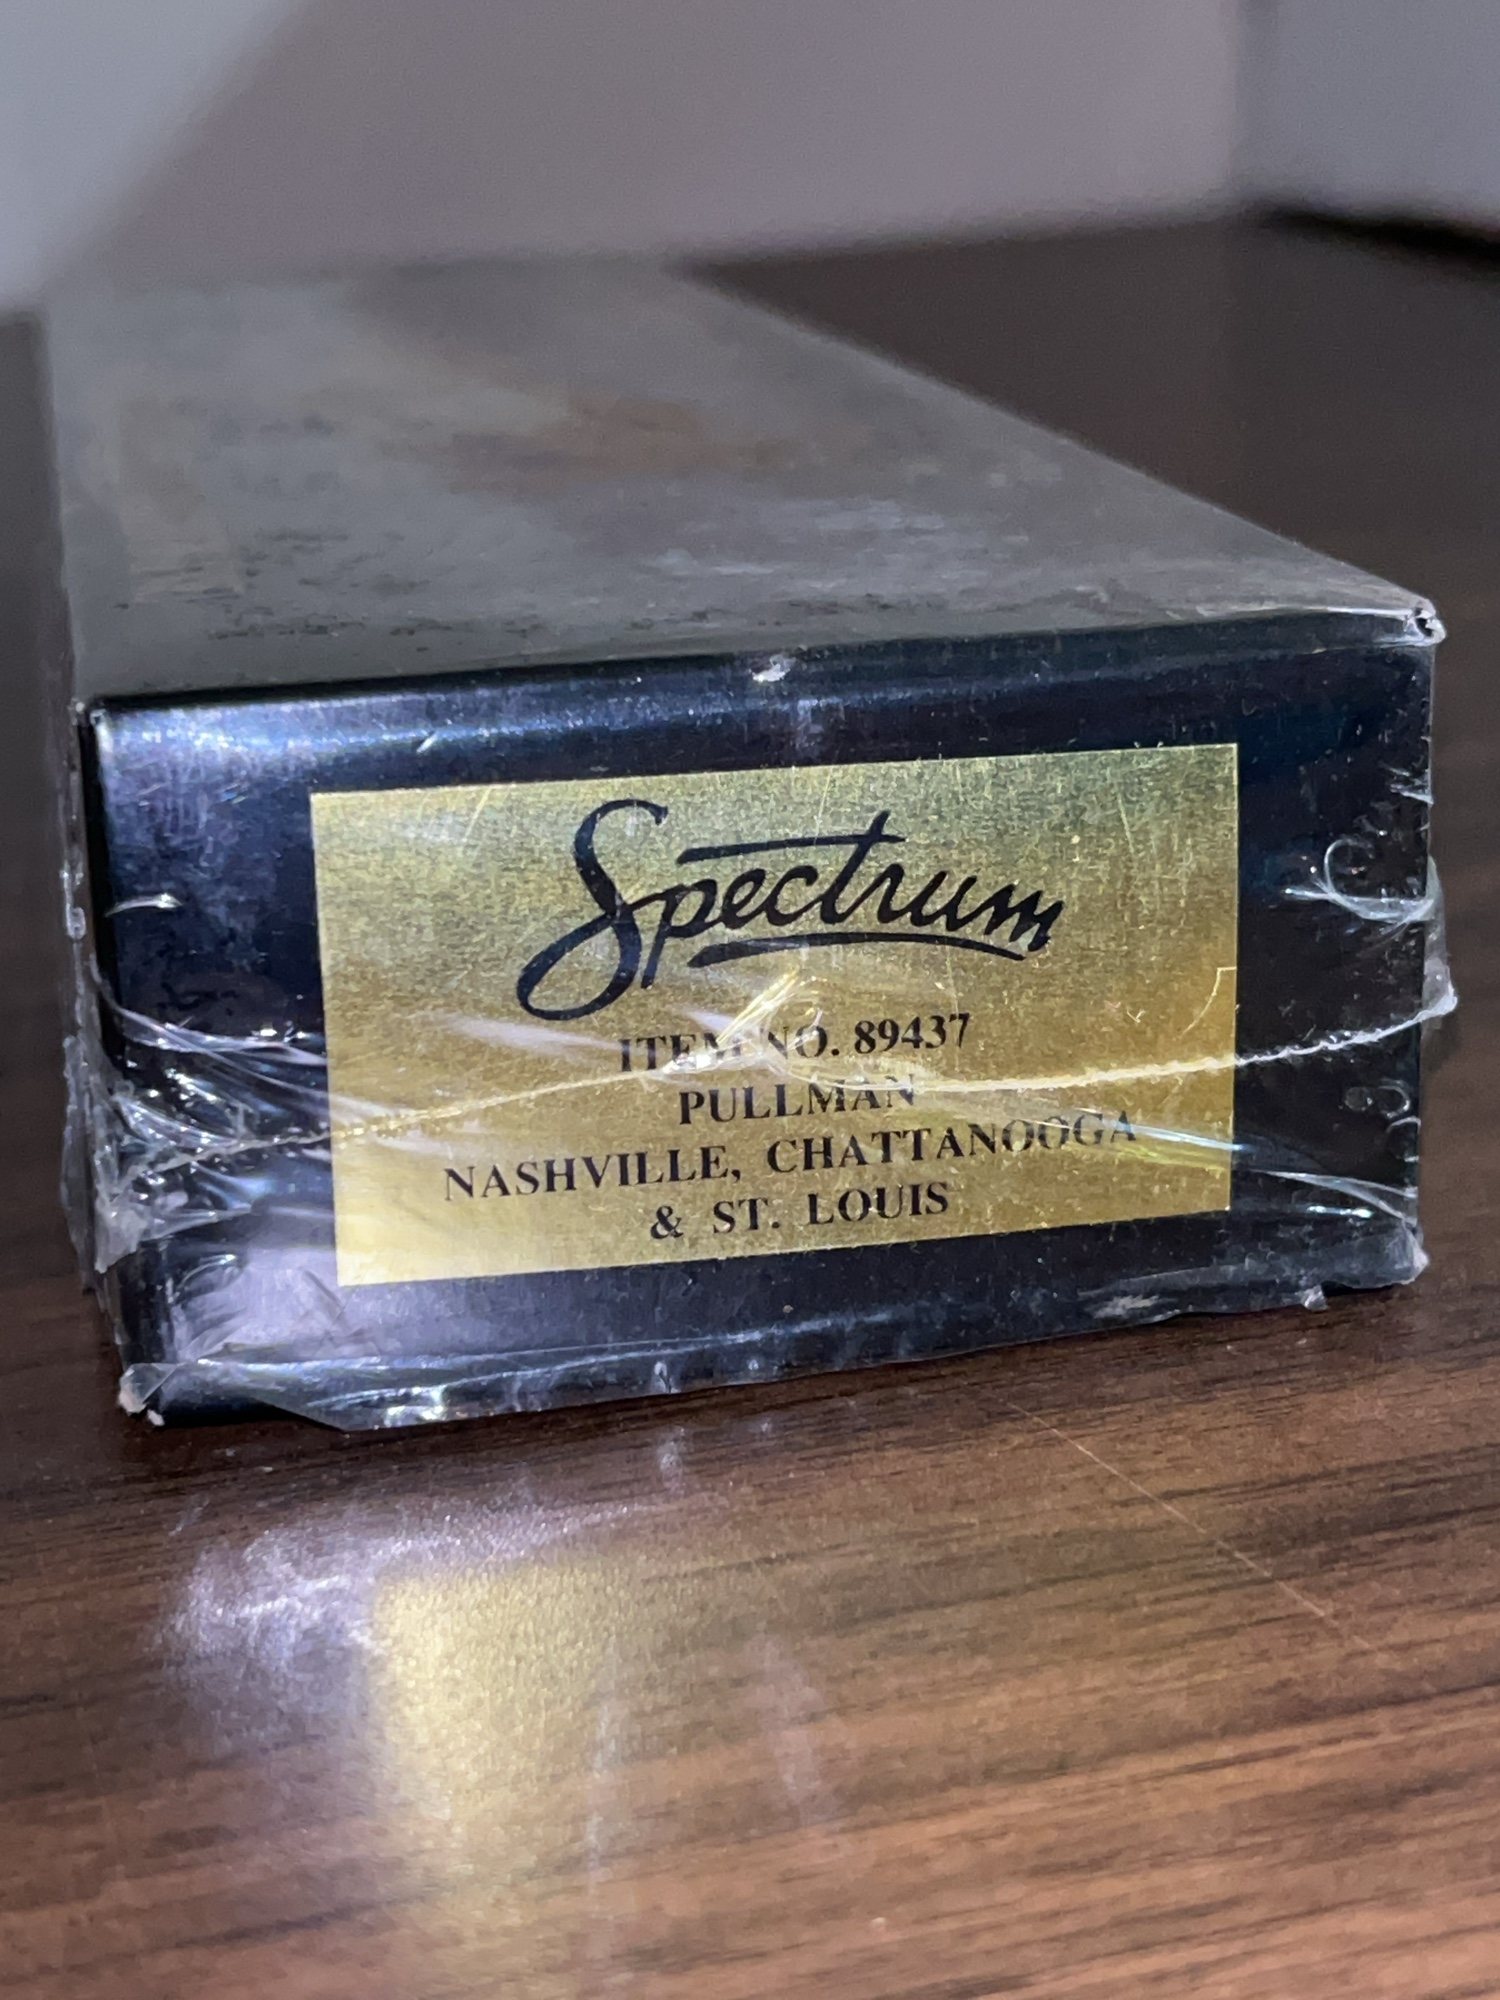 Spectrum
ITEM NO. 89437
PULLMAN
NASHVILLE, CHATTANOOGA
& ST. LOUIS